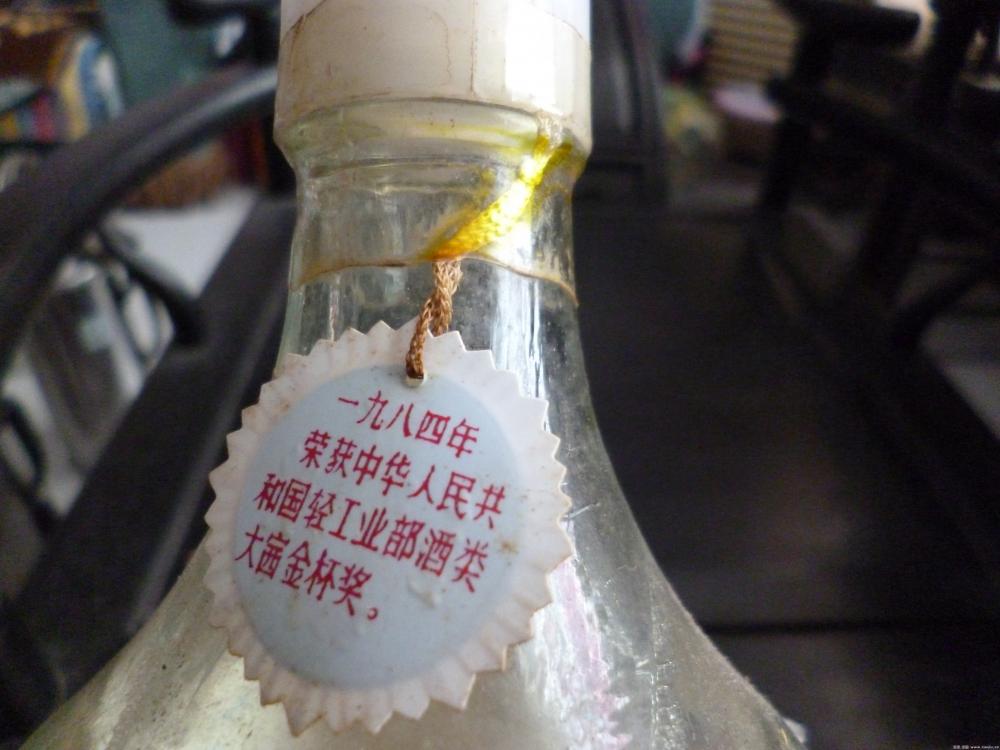 一九八四年
荣获中华人民共
和国轻工业部酒类
大赛金杯奖。